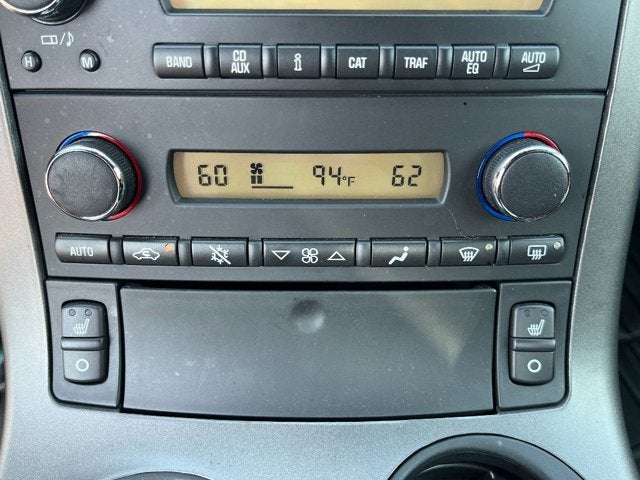 H M
BAND CD AUX i CAT TRAF AUTO EQ AUTO
60 94°F 62
AUTO